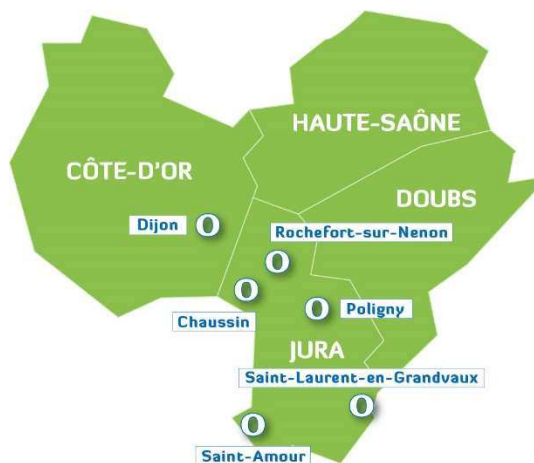 HAUTE-SAÔNE
CÔTE-D'OR
DOUBS
Dijon
Rochefort-sur-Nenon
Chaussin
Poligny
JURA
Saint-Laurent-en-Grandvaux
Saint-Amour